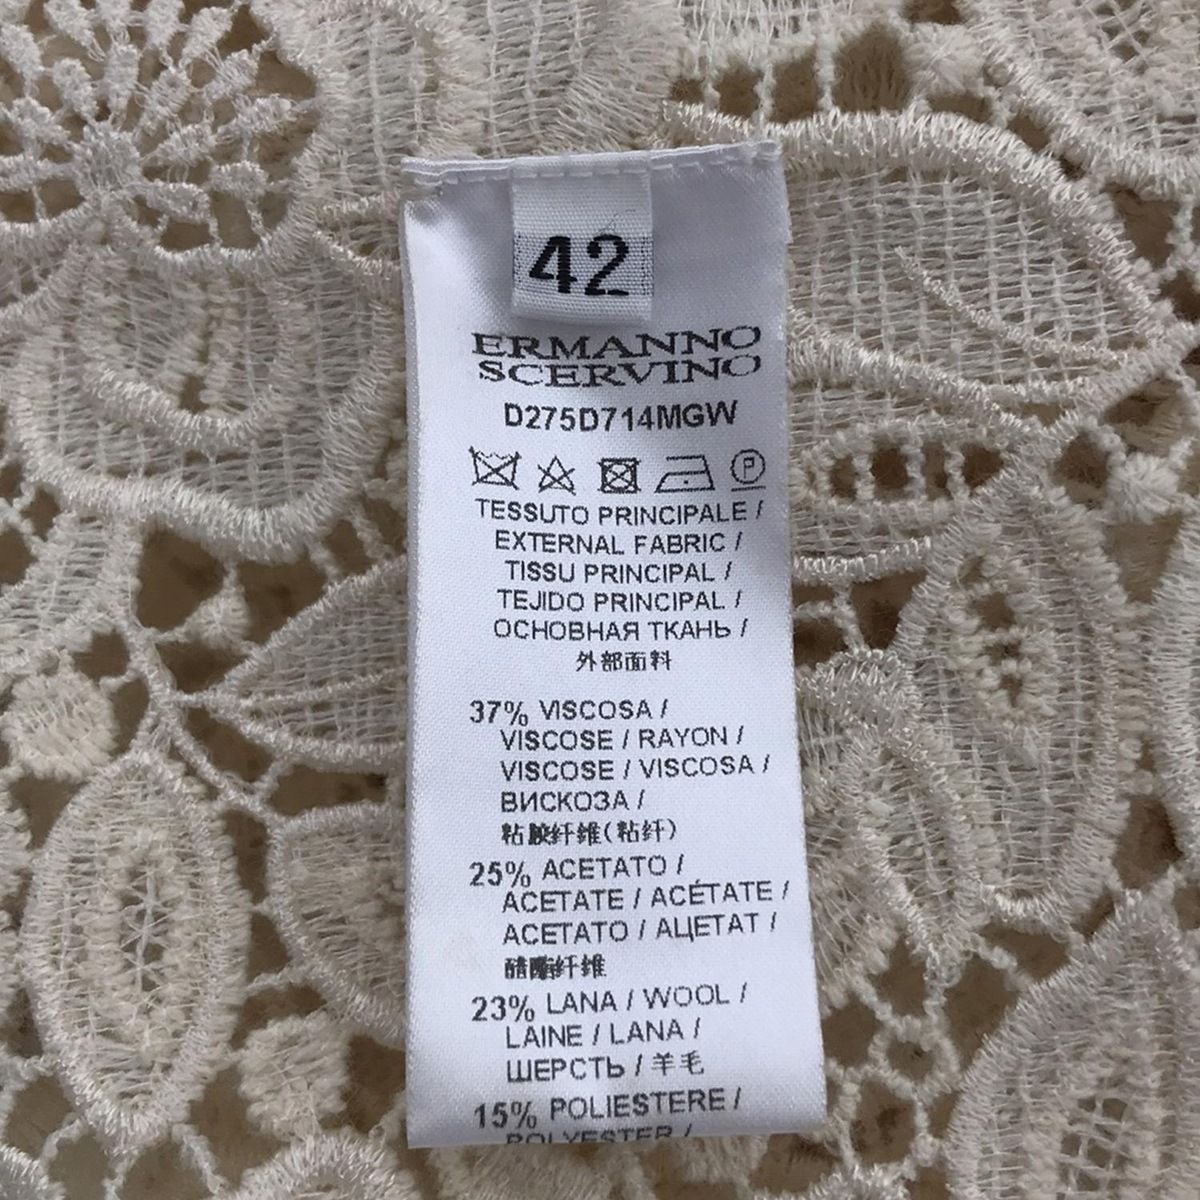 42
ERMANNO
SCERVINO
D275D714MGW
P
TESSUTO PRINCIPALE /
EXTERNAL FABRIC /
TISSU PRINCIPAL /
TEJIDO PRINCIPAL /
ОСНОВНАЯ ТКАНЬ /
外部面料
37% VISCOSA /
VISCOSE / RAYON /
VISCOSE / VISCOSA /
ВИСКОЗА /
粘胶纤维(粘纤)
25% ACETATO /
ACETATE / ACÉTATE /
ACETATO / АЦЕТАТ /
醋酯纤维
23% LANA / WOOL /
LAINE / LANA /
ШЕРСТЬ / 羊毛
15% POLIESTERE /
POLYESTER /